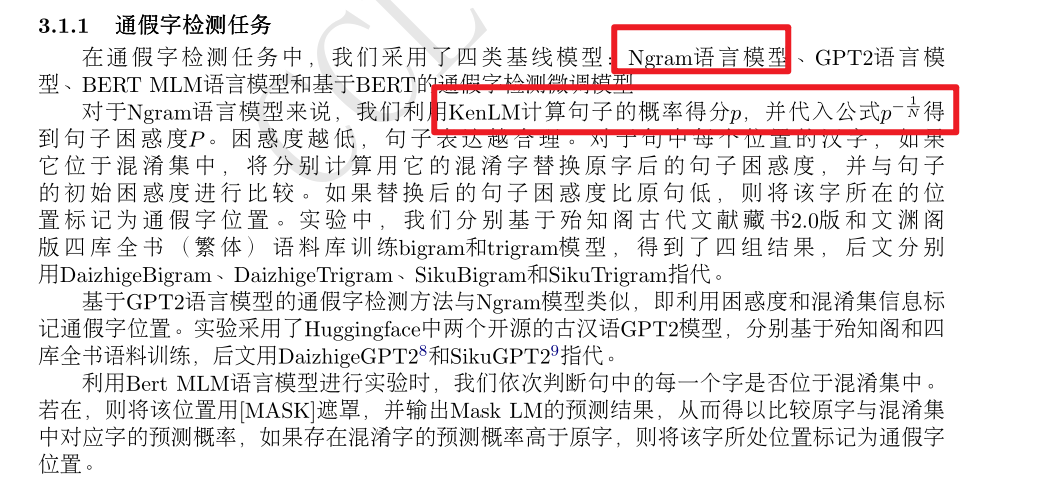 3.1.1 通假字检测任务
在通假字检测任务中，我们采用了四类基线模型：Ngram语言模型、GPT2语言模
型、BERT MLM语言模型和基于BERT的通假字检测微调模型
对于Ngram语言模型来说，我们利用KenLM计算句子的概率得分p，并代入公式p^{-\frac{1}{N}}得
到句子困惑度P。困惑度越低，句子表达越合理。对于句中每个位置的汉字，如果
它位于混淆集中，将分别计算用它的混淆字替换原字后的句子困惑度，并与句子
的初始困惑度进行比较。如果替换后的句子困惑度比原句低，则将该字所在的位
置标记为通假字位置。实验中，我们分别基于殆知阁古代文献藏书2.0版和文渊阁
版四库全书（繁体）语料库训练bigram和trigram模型，得到了四组结果，后文分别
用DaizhigeBigram、DaizhigeTrigram、SikuBigram和SikuTrigram指代。
基于GPT2语言模型的通假字检测方法与Ngram模型类似，即利用困惑度和混淆集信息标
记通假字位置。实验采用了Huggingface中两个开源的古汉语GPT2模型，分别基于殆知阁和四
库全书语料训练，后文用DaizhigeGPT2⁸和SikuGPT2⁹指代。
利用Bert MLM语言模型进行实验时，我们依次判断句中的每一个字是否位于混淆集中。
若在，则将该位置用[MASK]遮罩，并输出Mask LM的预测结果，从而得以比较原字与混淆集
中对应字的预测概率，如果存在混淆字的预测概率高于原字，则将该字所处位置标记为通假字
位置。
CCL